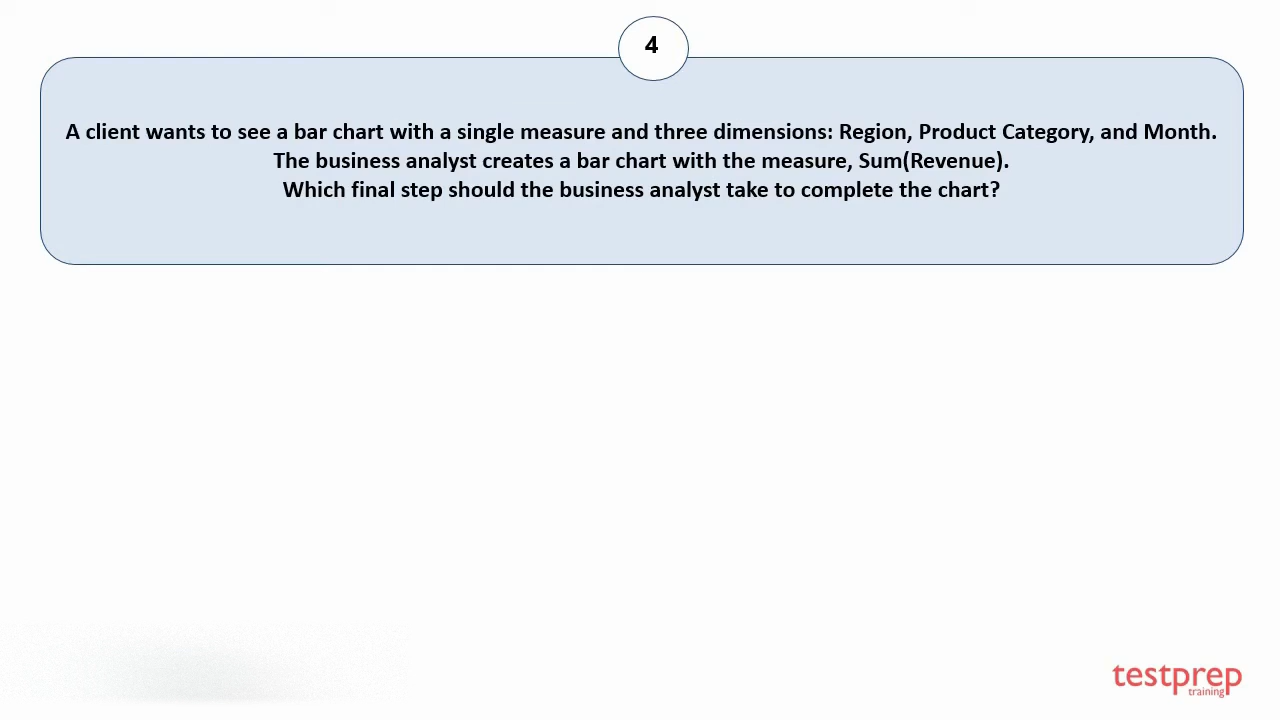 4
A client wants to see a bar chart with a single measure and three dimensions: Region, Product Category, and Month.
The business analyst creates a bar chart with the measure, Sum(Revenue).
Which final step should the business analyst take to complete the chart?
testprep
training